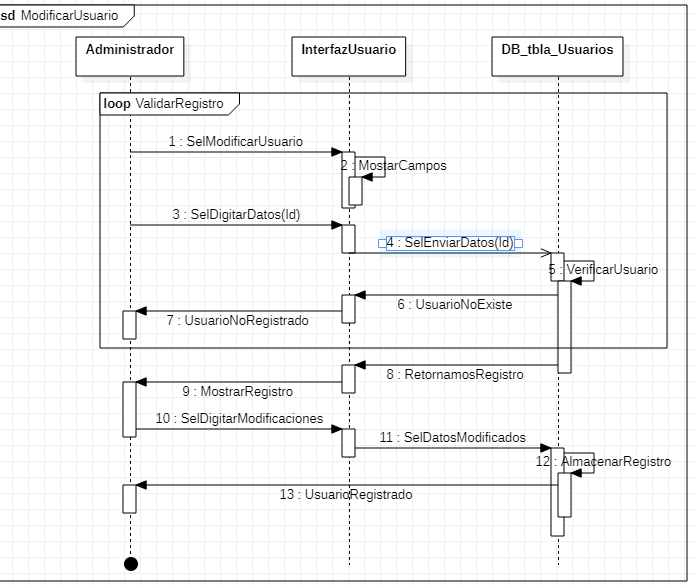 sd ModificarUsuario
Administrador
InterfazUsuario
DB_tbla_Usuarios
loop ValidarRegistro
1 : SelModificarUsuario
2 : MostarCampos
3 : SelDigitarDatos(Id)
4 : SelEnviarDatos(Id)
5 : VerificarUsuario
6 : UsuarioNoExiste
7 : UsuarioNoRegistrado
8 : RetornamosRegistro
9 : MostrarRegistro
10 : SelDigitarModificaciones
11 : SelDatosModificados
12 : AlmacenarRegistro
13 : UsuarioRegistrado